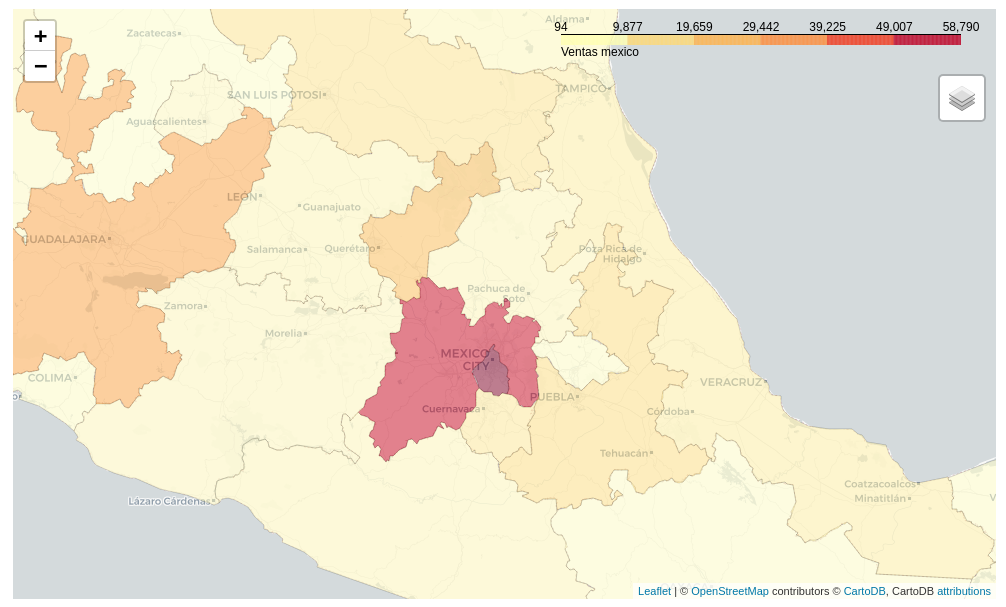 +
−
Zacatecas
Aldama
94
9,877
19,659
29,442
39,225
49,007
58,790
Ventas mexico
SAN LUIS POTOSI
TAMPICO
Aguascalientes
LEÓN
Guanajuato
GUADALAJARA
Salamanca
Querétaro
Poza Rica de
Hidalgo
Pachuca de
Soto
Zamora
Morelia
MEXICO
CITY
COLIMA
VERACRUZ
PUEBLA
Cuernavaca
Córdoba
Tehuacán
Coatzacoalcos
Lázaro Cárdenas
Minatitlán
Leaflet | © OpenStreetMap contributors © CartoDB, CartoDB attributions